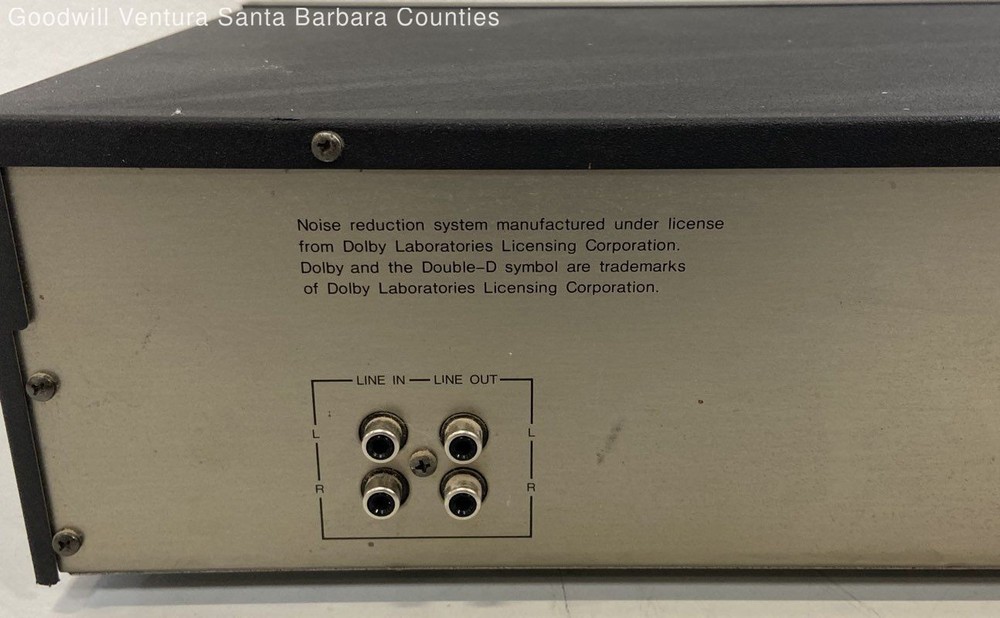 Goodwill Ventura Santa Barbara Counties
Noise reduction system manufactured under license
from Dolby Laboratories Licensing Corporation.
Dolby and the Double-D symbol are trademarks
of Dolby Laboratories Licensing Corporation.
LINE IN LINE OUT
L L
R R